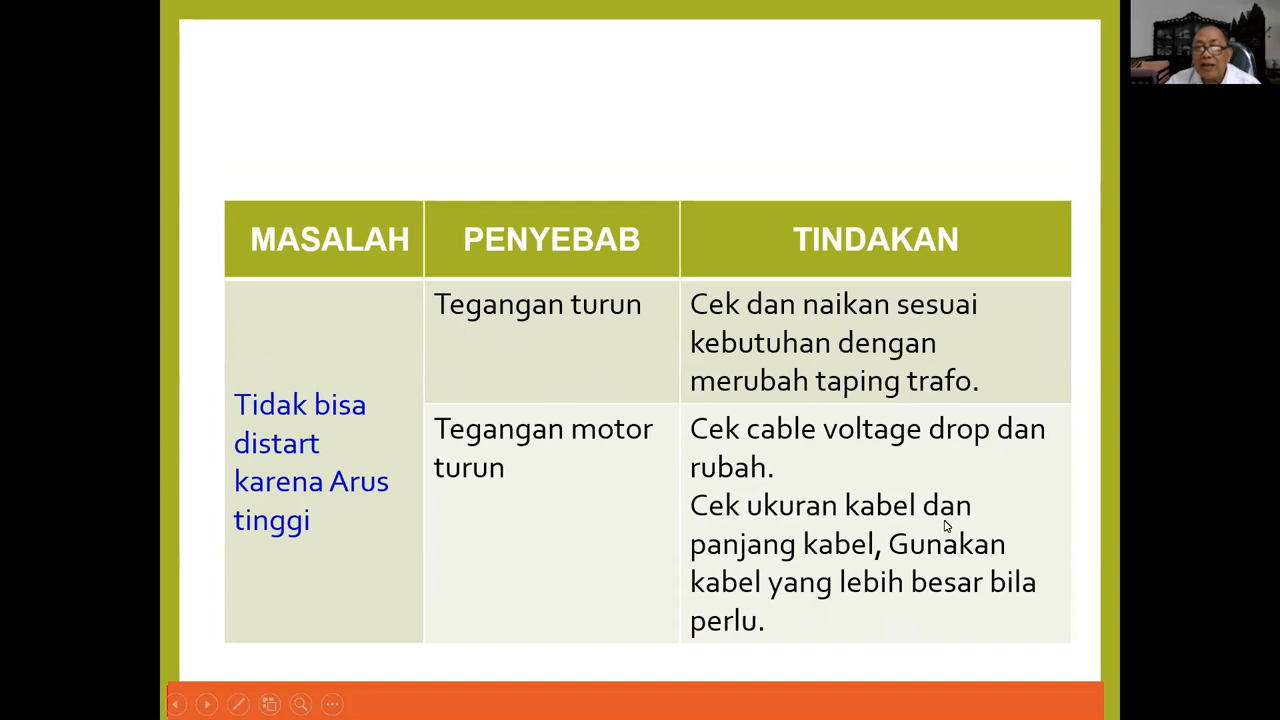 MASALAH
PENYEBAB
TINDAKAN
Tidak bisa
distart
karena Arus
tinggi
Tegangan turun
Cek dan naikan sesuai
kebutuhan dengan
merubah taping trafo.
Tegangan motor
turun
Cek cable voltage drop dan
rubah.
Cek ukuran kabel dan
panjang kabel, Gunakan
kabel yang lebih besar bila
perlu.